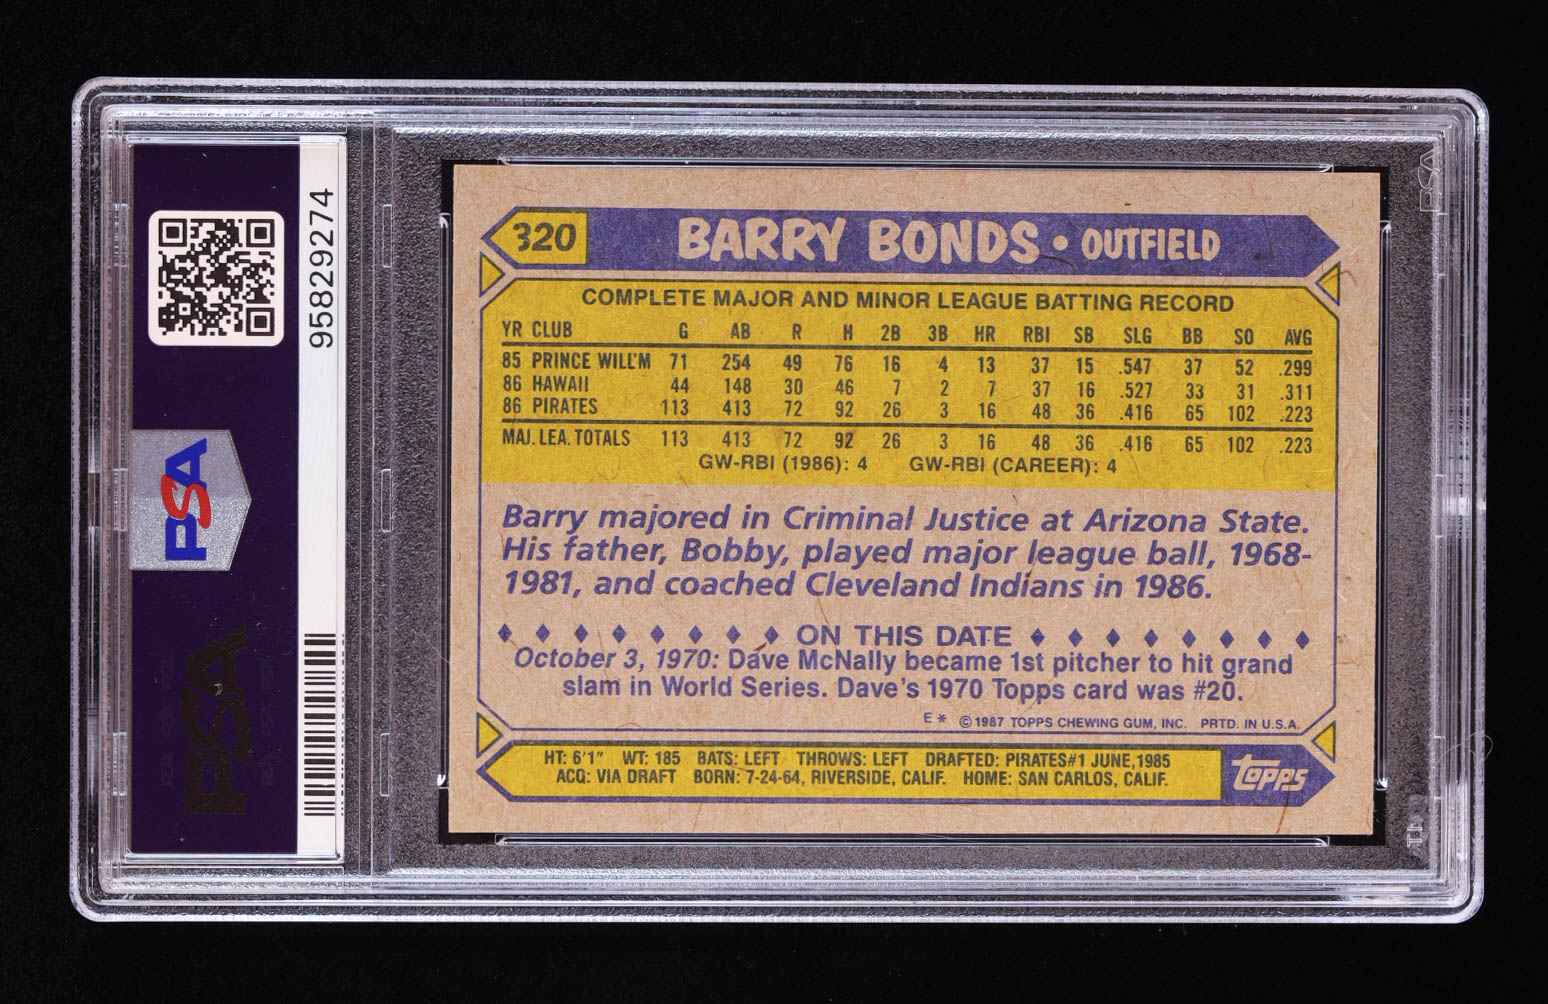 320
BARRY BONDS • OUTFIELD
COMPLETE MAJOR AND MINOR LEAGUE BATTING RECORD
YR CLUB G AB R H 2B 3B HR RBI SB SLG BB SO AVG
85 PRINCE WILL'M 71 254 49 76 16 4 13 37 15 .547 37 52 .299
86 HAWAII 44 148 30 46 7 2 7 37 16 .527 33 31 .311
86 PIRATES 113 413 72 92 26 3 16 48 36 .416 65 102 .223
MAJ. LEA. TOTALS 113 413 72 92 26 3 16 48 36 .416 65 102 .223
GW-RBI (1986): 4 GW-RBI (CAREER): 4
Barry majored in Criminal Justice at Arizona State.
His father, Bobby, played major league ball, 1968-
1981, and coached Cleveland Indians in 1986.
ON THIS DATE
October 3, 1970: Dave McNally became 1st pitcher to hit grand
slam in World Series. Dave's 1970 Topps card was #20.
E* © 1987 TOPPS CHEWING GUM, INC. PRTD. IN U.S.A.
HT: 6'1" WT: 185 BATS: LEFT THROWS: LEFT DRAFTED: PIRATES#1 JUNE,1985
ACQ: VIA DRAFT BORN: 7-24-64, RIVERSIDE, CALIF. HOME: SAN CARLOS, CALIF.
topps
95829274
PSA
PSA
PSA